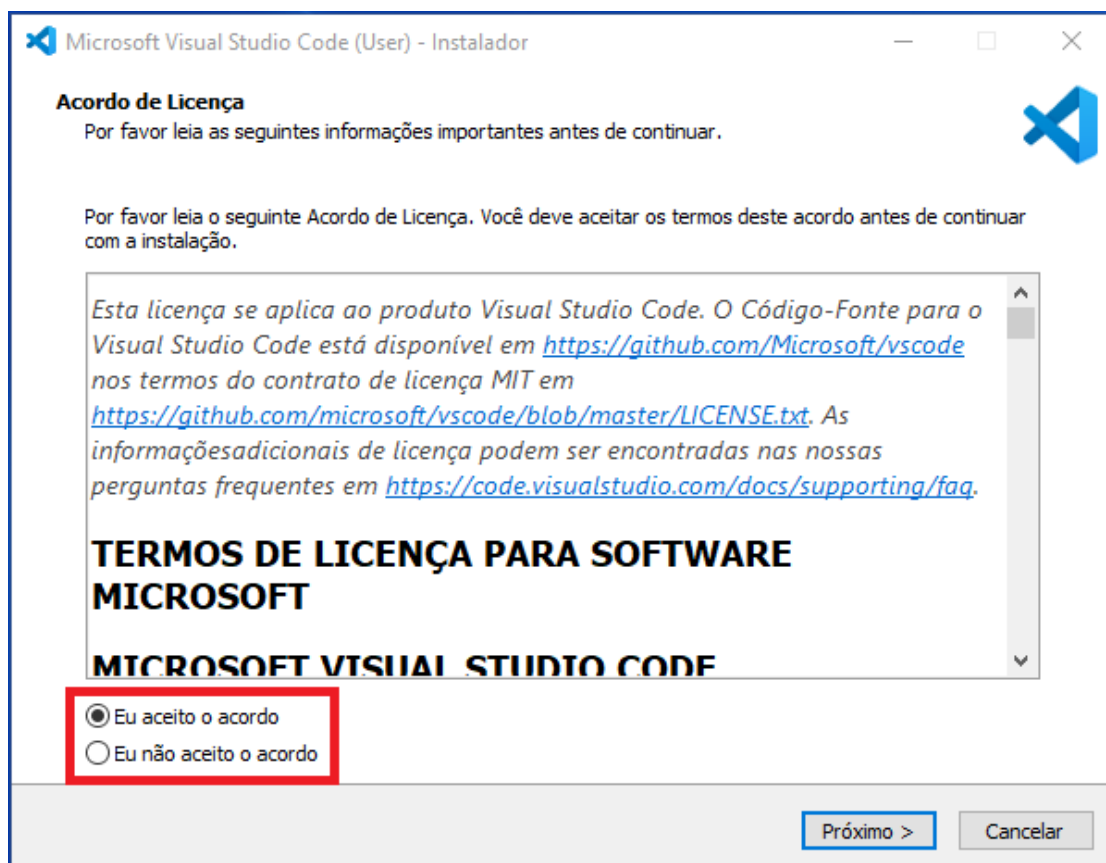 Microsoft Visual Studio Code (User) - Instalador
Acordo de Licença
Por favor leia as seguintes informações importantes antes de continuar.
Por favor leia o seguinte Acordo de Licença. Você deve aceitar os termos deste acordo antes de continuar
com a instalação.
Esta licença se aplica ao produto Visual Studio Code. O Código-Fonte para o
Visual Studio Code está disponível em https://github.com/Microsoft/vscode
nos termos do contrato de licença MIT em
https://github.com/microsoft/vscode/blob/master/LICENSE.txt. As
informaçõesadicionais de licença podem ser encontradas nas nossas
perguntas frequentes em https://code.visualstudio.com/docs/supporting/faq.
TERMOS DE LICENÇA PARA SOFTWARE
MICROSOFT
MICROSOFT VISUAL STUDIO CODE
Eu aceito o acordo
Eu não aceito o acordo
Próximo >
Cancelar